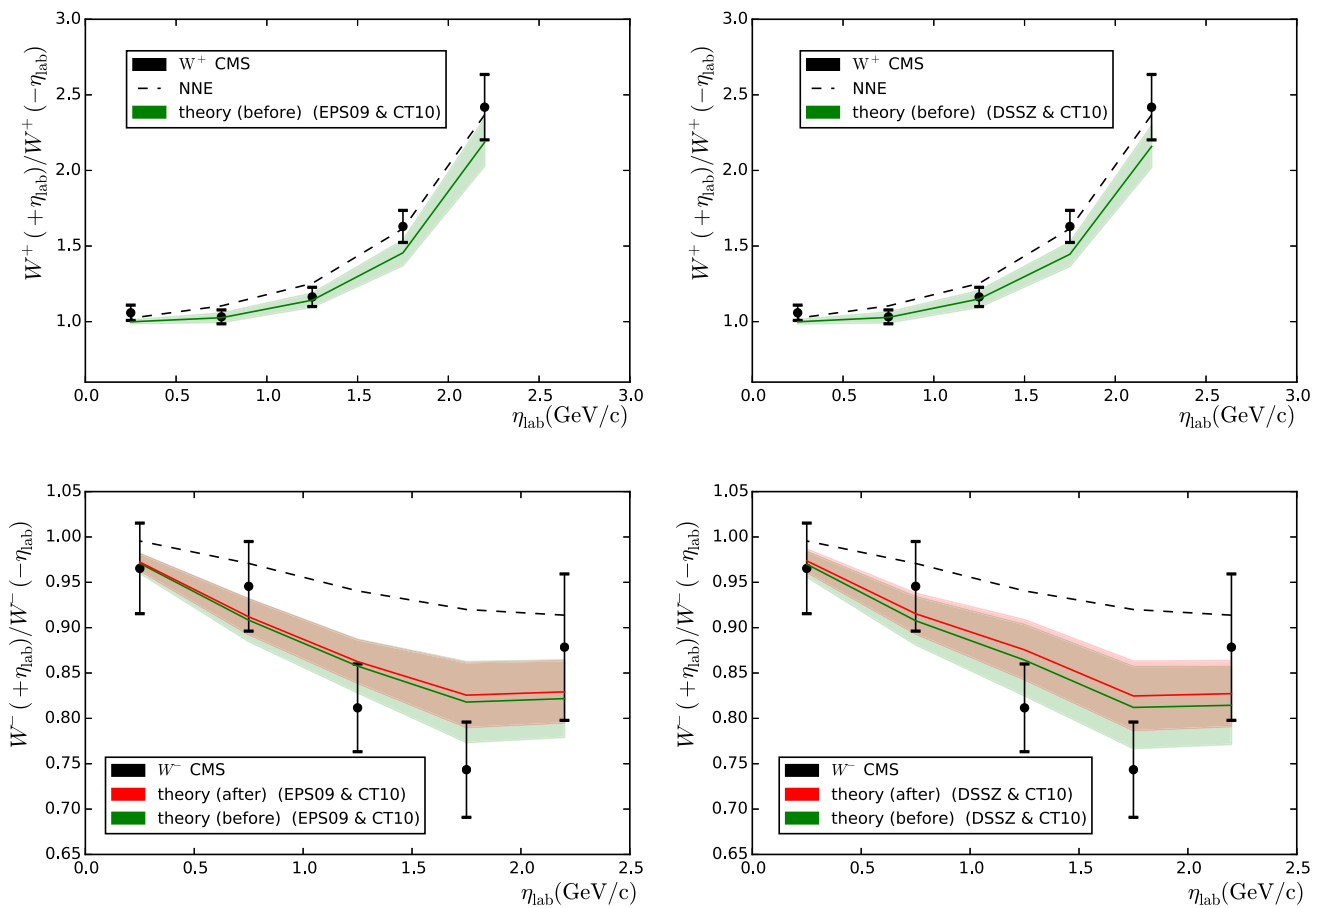 W⁺(+η_lab)/W⁺(−η_lab)
3.0
2.5
2.0
1.5
1.0
W⁺ CMS
NNE
theory (before) (EPS09 & CT10)
0.0 0.5 1.0 1.5 2.0 2.5 3.0
η_lab(GeV/c)
W⁺(+η_lab)/W⁺(−η_lab)
3.0
2.5
2.0
1.5
1.0
W⁺ CMS
NNE
theory (before) (DSSZ & CT10)
0.0 0.5 1.0 1.5 2.0 2.5 3.0
η_lab(GeV/c)
W⁻(+η_lab)/W⁻(−η_lab)
1.05
1.00
0.95
0.90
0.85
0.80
0.75
0.70
0.65
W⁻ CMS
theory (after) (EPS09 & CT10)
theory (before) (EPS09 & CT10)
0.0 0.5 1.0 1.5 2.0 2.5
η_lab(GeV/c)
W⁻(+η_lab)/W⁻(−η_lab)
1.05
1.00
0.95
0.90
0.85
0.80
0.75
0.70
0.65
W⁻ CMS
theory (after) (DSSZ & CT10)
theory (before) (DSSZ & CT10)
0.0 0.5 1.0 1.5 2.0 2.5
η_lab(GeV/c)